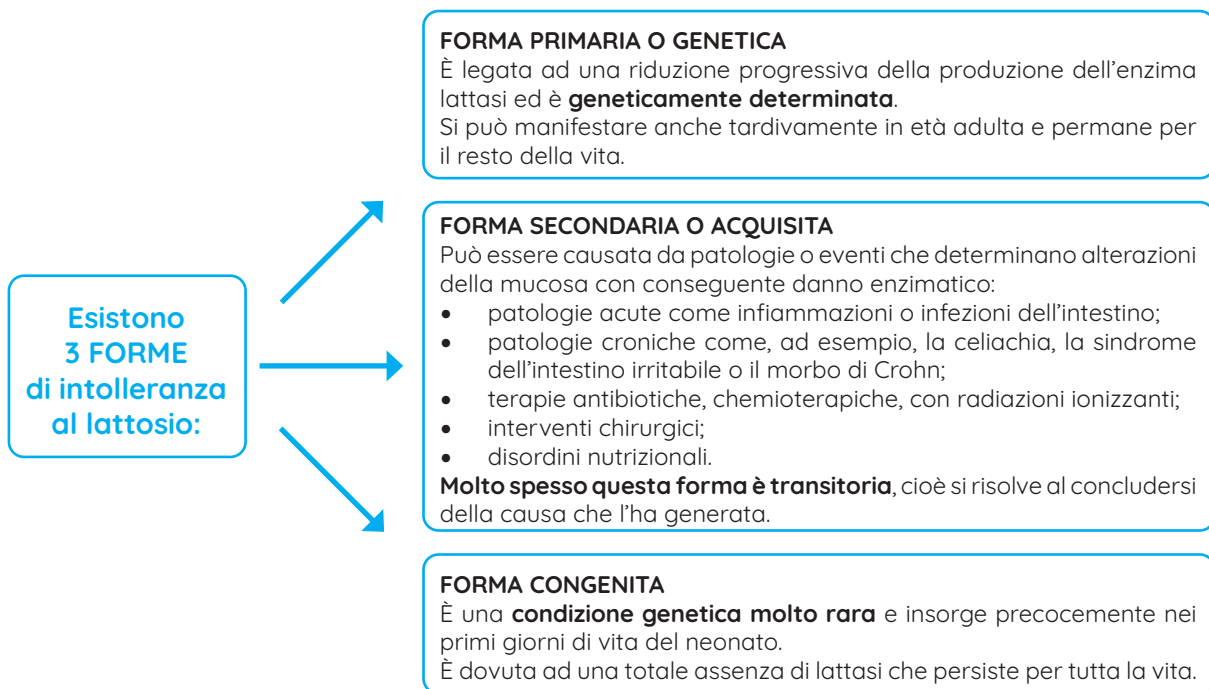 FORMA PRIMARIA O GENETICA
È legata ad una riduzione progressiva della produzione dell'enzima
lattasi ed è geneticamente determinata.
Si può manifestare anche tardivamente in età adulta e permane per
il resto della vita.
Esistono
3 FORME
di intolleranza
al lattosio:
FORMA SECONDARIA O ACQUISITA
Può essere causata da patologie o eventi che determinano alterazioni
della mucosa con conseguente danno enzimatico:
• patologie acute come infiammazioni o infezioni dell'intestino;
• patologie croniche come, ad esempio, la celiachia, la sindrome
dell'intestino irritabile o il morbo di Crohn;
• terapie antibiotiche, chemioterapiche, con radiazioni ionizzanti;
• interventi chirurgici;
• disordini nutrizionali.
Molto spesso questa forma è transitoria, cioè si risolve al concludersi
della causa che l'ha generata.
FORMA CONGENITA
È una condizione genetica molto rara e insorge precocemente nei
primi giorni di vita del neonato.
È dovuta ad una totale assenza di lattasi che persiste per tutta la vita.